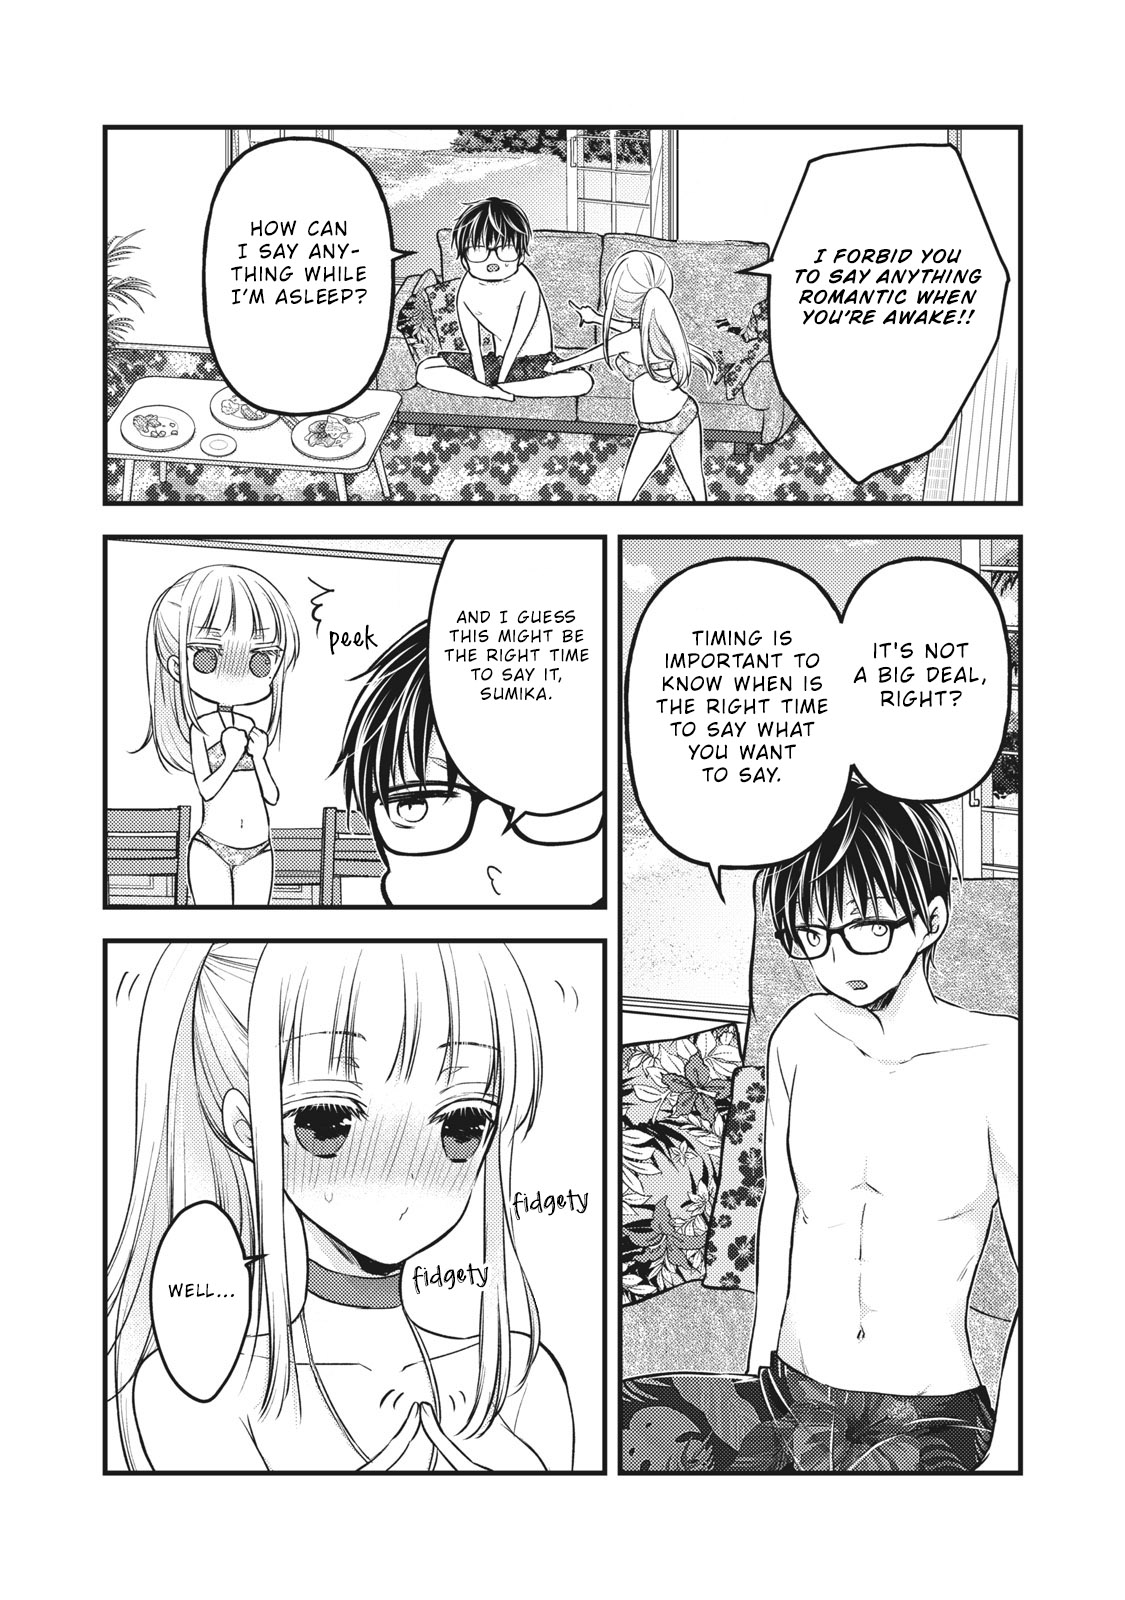 I FORBID YOU
TO SAY ANYTHING
ROMANTIC WHEN
YOU'RE AWAKE!!
HOW CAN
I SAY ANY-
THING WHILE
I'M ASLEEP?
IT'S NOT
A BIG DEAL,
RIGHT?
TIMING IS
IMPORTANT TO
KNOW WHEN IS
THE RIGHT TIME
TO SAY WHAT
YOU WANT
TO SAY.
AND I GUESS
THIS MIGHT BE
THE RIGHT TIME
TO SAY IT,
SUMIKA.
peek
fidgety
fidgety
WELL...